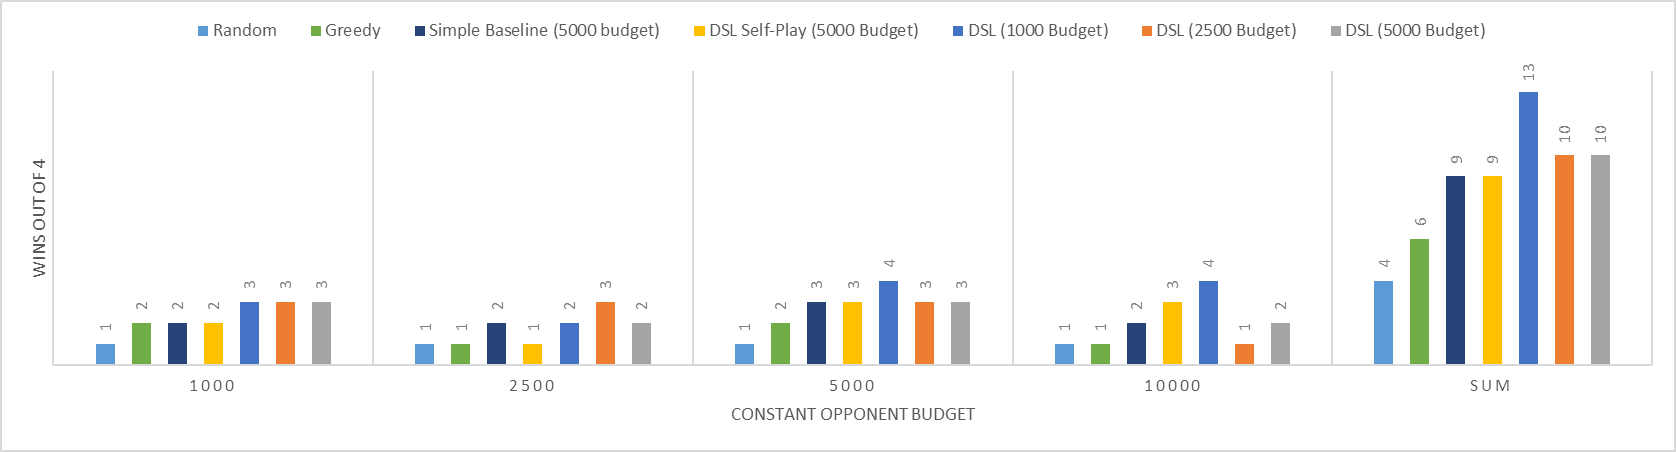 Random Greedy Simple Baseline (5000 budget) DSL Self-Play (5000 Budget) DSL (1000 Budget) DSL (2500 Budget) DSL (5000 Budget)
WINS OUT OF 4
1 2 2 2 3 3 3
1 1 2 1 2 3 2
1 2 3 3 4 3 3
1 1 2 3 4 1 2
4 6 9 9 13 10 10
1000 2500 5000 10000 SUM
CONSTANT OPPONENT BUDGET